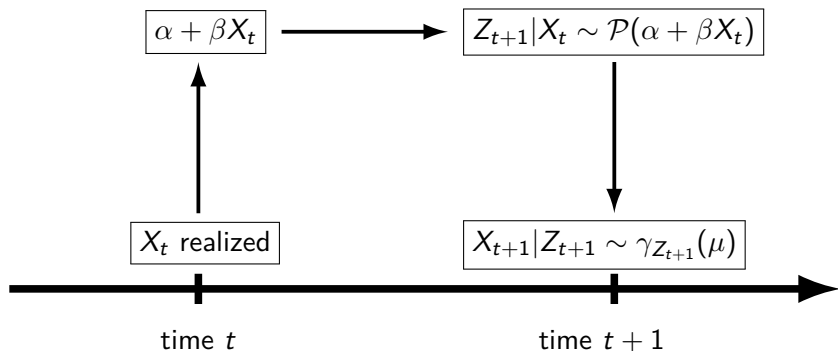 α + βX_t
Z_{t+1}|X_t ∼ 𝒫(α + βX_t)
X_t realized
X_{t+1}|Z_{t+1} ∼ γ_{Z_{t+1}}(μ)
time t
time t + 1